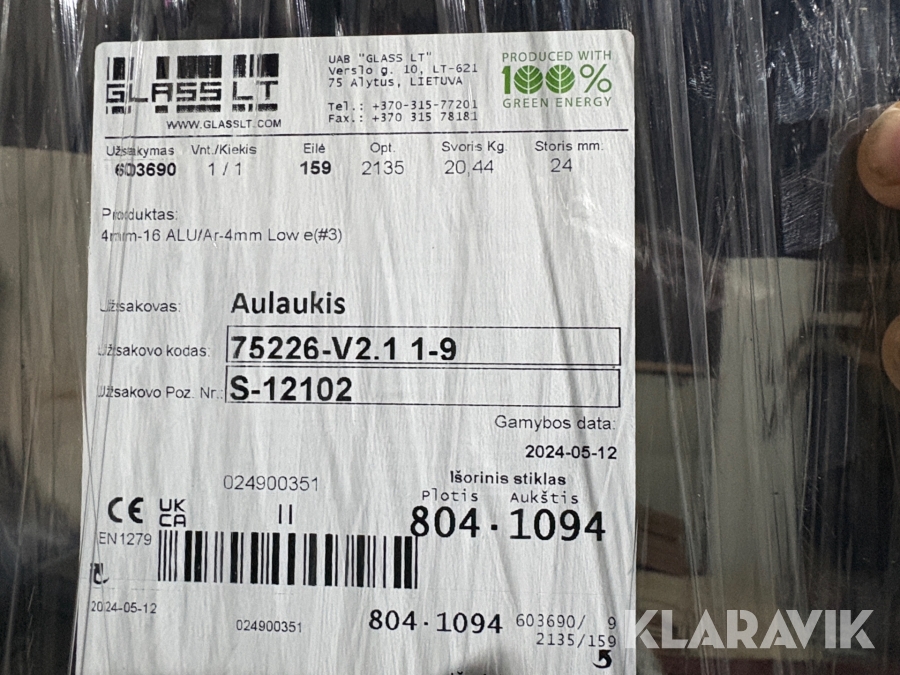 GLASS LT
WWW.GLASSLT.COM
UAB "GLASS LT"
Verslo g. 10, LT-621
75 Alytus, LIETUVA
Tel.: +370-315-77201
Fax.: +370 315 78181
PRODUCED WITH
100%
GREEN ENERGY
Užsakymas Vnt./Kiekis Eilė Opt. Svoris Kg. Storis mm.
603690 1 / 1 159 2135 20.44 24
Produktas:
4mm-16 ALU/Ar-4mm Low e(#3)
Užsakovas: Aulaukis
Užsakovo kodas: 75226-V2.1 1-9
Užsakovo Poz. Nr.: S-12102
Gamybos data:
2024-05-12
024900351
Išorinis stiklas
Plotis Aukštis
CE UK CA II 804 · 1094
EN1279
2024-05-12
024900351
804 · 1094
603690/ 9
2135/159
5
KLARAVIK